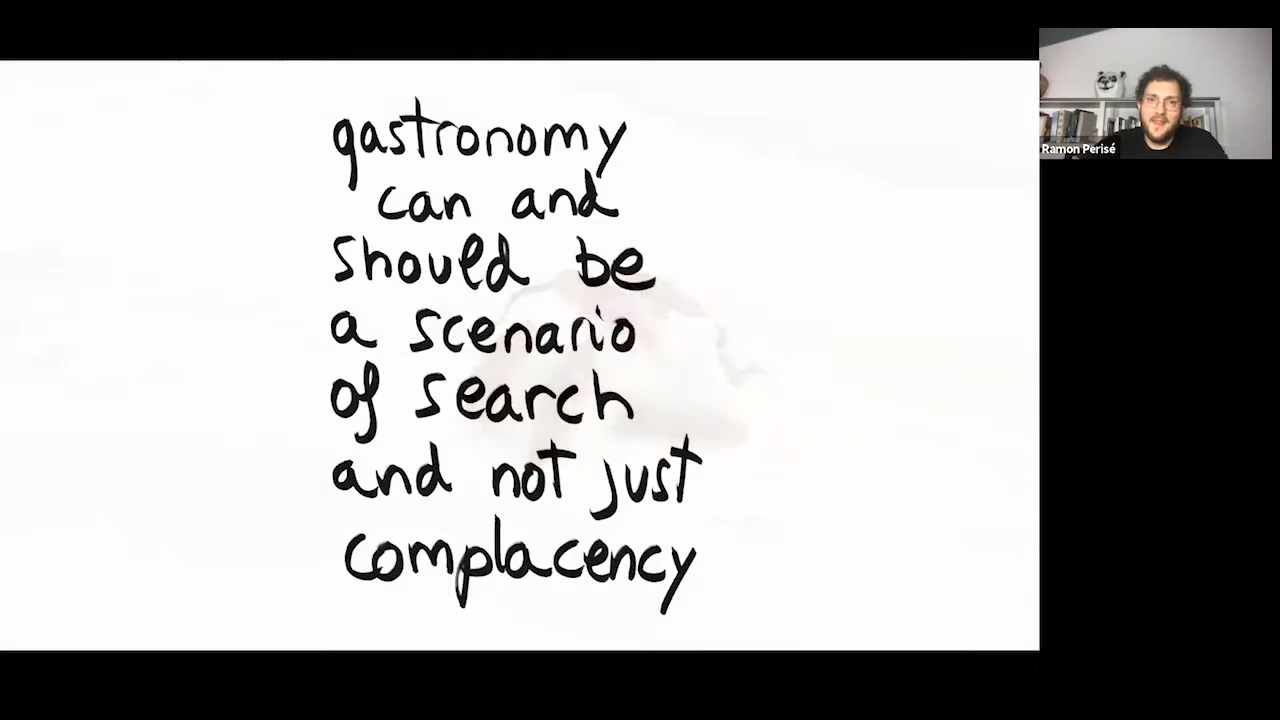 gastronomy
can and
should be
a scenario
of search
and not just
complacency
Ramon Perisé